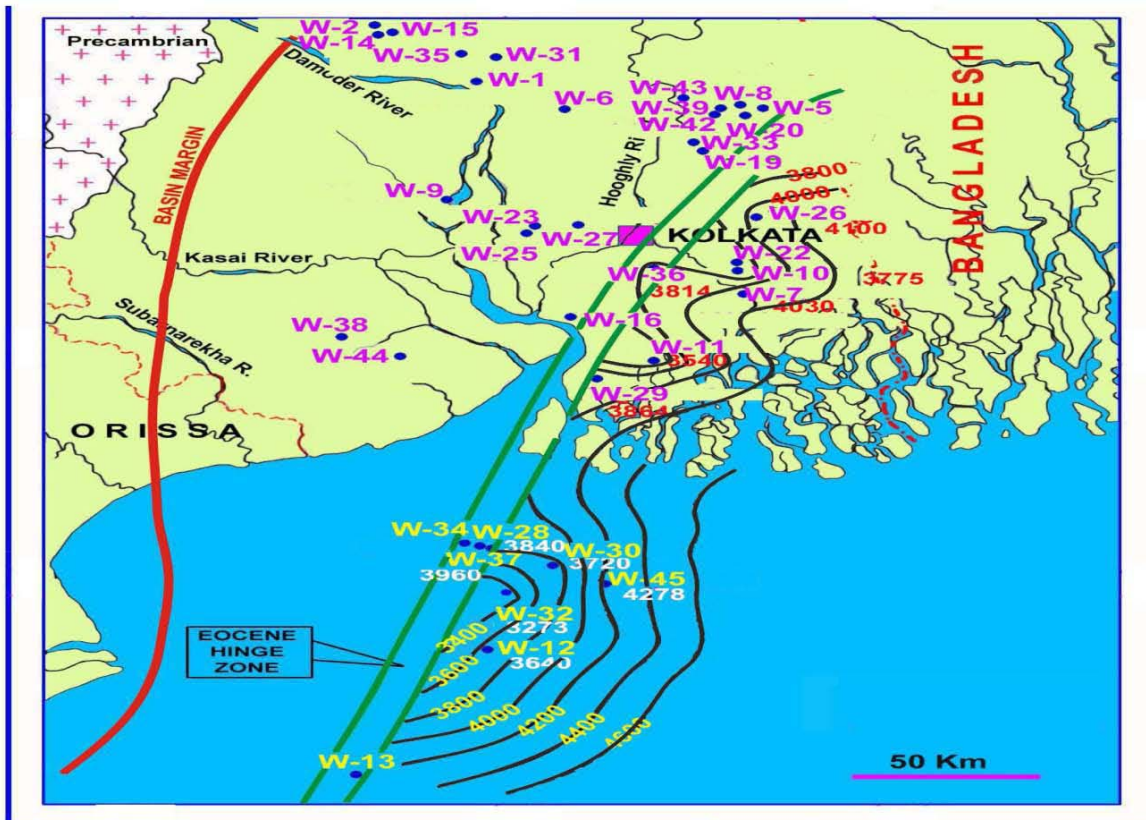 W-2
W-15
Precambrian
W-14
W-35
W-31
Damuder River
W-1
W-43
W-8
W-6
W-39
W-5
W-42
W-20
W-33
W-19
BANGLADESH
BASIN MARGIN
Hooghly Ri
3800
4000
W-9
W-23
W-26
4100
W-27
KOLKATA
W-25
Kasai River
W-22
W-36
W-10
3775
3814
W-7
4030
Subarnarekha R.
W-38
W-16
W-44
W-11
3540
W-29
3864
ORISSA
W-34
W-28
3840
W-30
W-37
3720
3960
W-45
4278
W-32
3273
EOCENE
HINGE
ZONE
3400
W-12
3640
3600
3800
4000
4200
4400
4600
W-13
50 Km